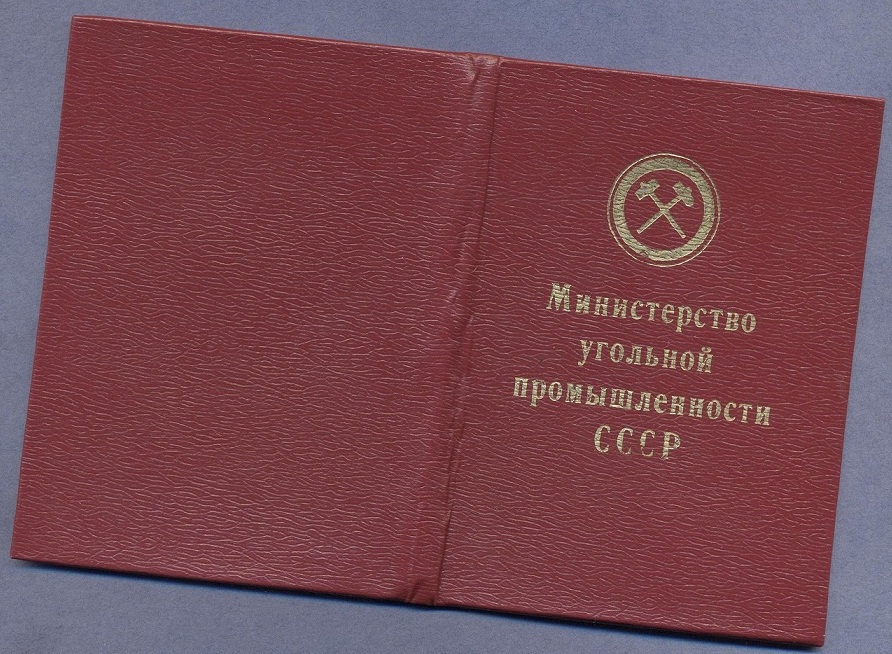 Министерство
угольной
промышленности
СССР